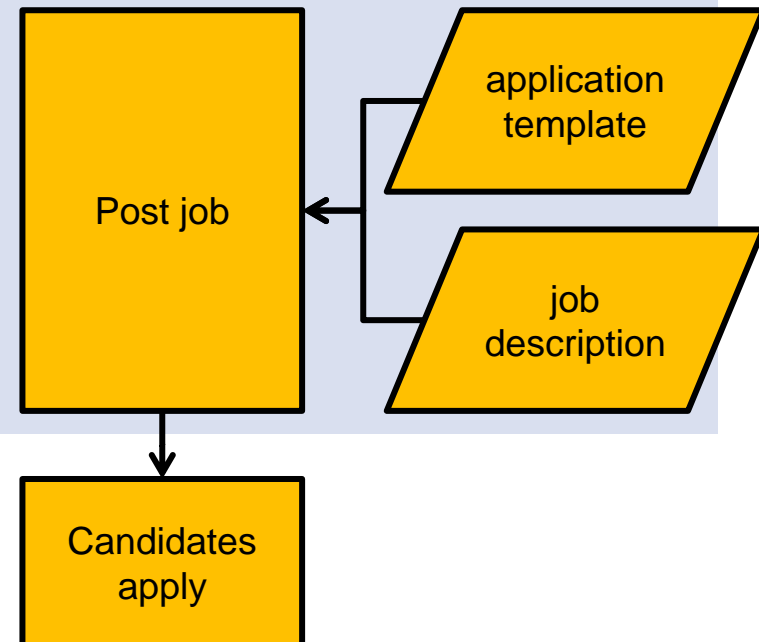 application
template
Post job
job
description
Candidates
apply